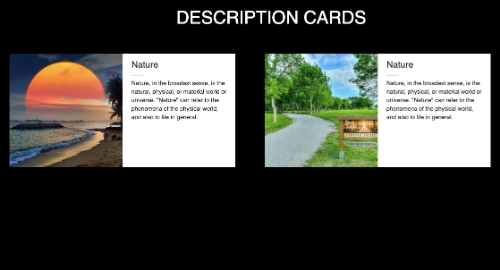 DESCRIPTION CARDS
Nature
Nature, in the broadest sense, is the
natural, physical, or material world or
universe. "Nature" can refer to the
phenomena of the physical world,
and also to life in general.
Nature
Nature, in the broadest sense, is the
natural, physical, or material world or
universe. "Nature" can refer to the
phenomena of the physical world,
and also to life in general.